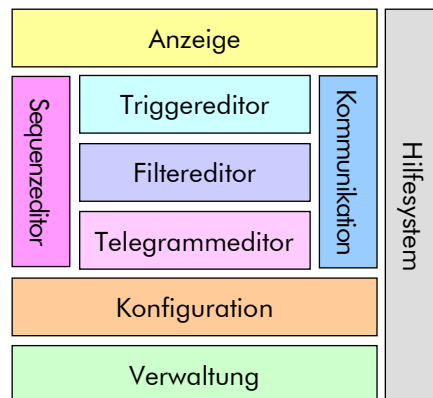 Anzeige
Sequenzeditor
Triggereditor
Filtereditor
Telegrammeditor
Kommunikation
Konfiguration
Verwaltung
Hilfesystem